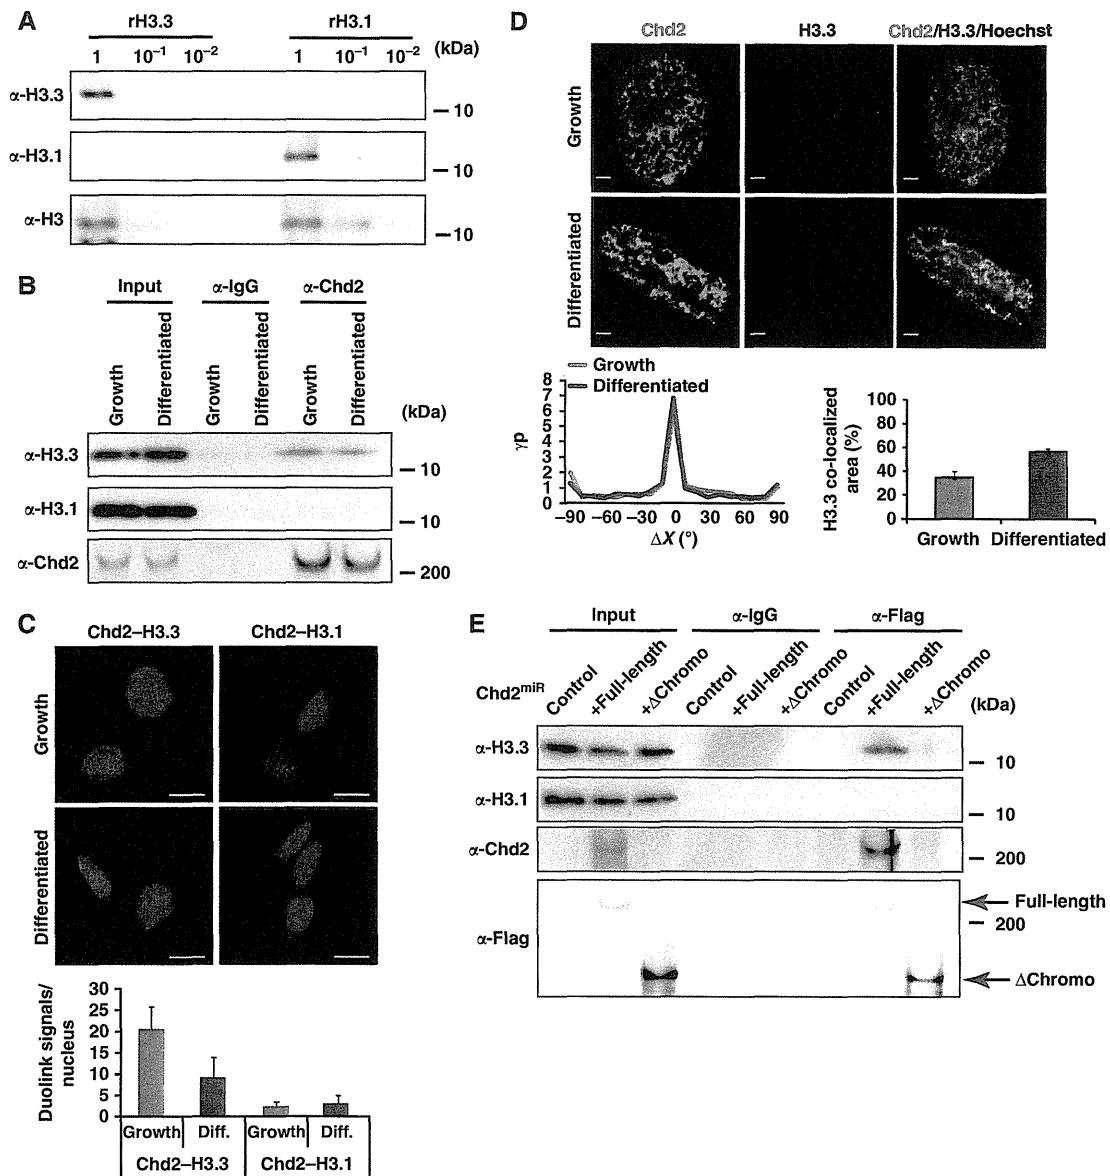 A
rH3.3 rH3.1
1 10⁻¹ 10⁻² 1 10⁻¹ 10⁻² (kDa)
α-H3.3
10
α-H3.1
10
α-H3
10
B
Input α-IgG α-Chd2
Growth Differentiated Growth Differentiated Growth Differentiated
(kDa)
α-H3.3
10
α-H3.1
10
α-Chd2
200
C
Chd2–H3.3 Chd2–H3.1
Growth
Differentiated
Duolink signals/
nucleus
30
25
20
15
10
5
0
Growth Diff. Growth Diff.
Chd2–H3.3 Chd2–H3.1
D
Chd2 H3.3 Chd2/H3.3/Hoechst
Growth
Differentiated
Growth
Differentiated
γp
8
7
6
5
4
3
2
1
0
−90 −60 −30 0 30 60 90
ΔX (°)
H3.3 co-localized
area (%)
100
80
60
40
20
0
Growth Differentiated
E
Input α-IgG α-Flag
Chd2miR
Control +Full-length +ΔChromo Control +Full-length +ΔChromo Control +Full-length +ΔChromo
(kDa)
α-H3.3
10
α-H3.1
10
α-Chd2
200
α-Flag
Full-length
200
ΔChromo